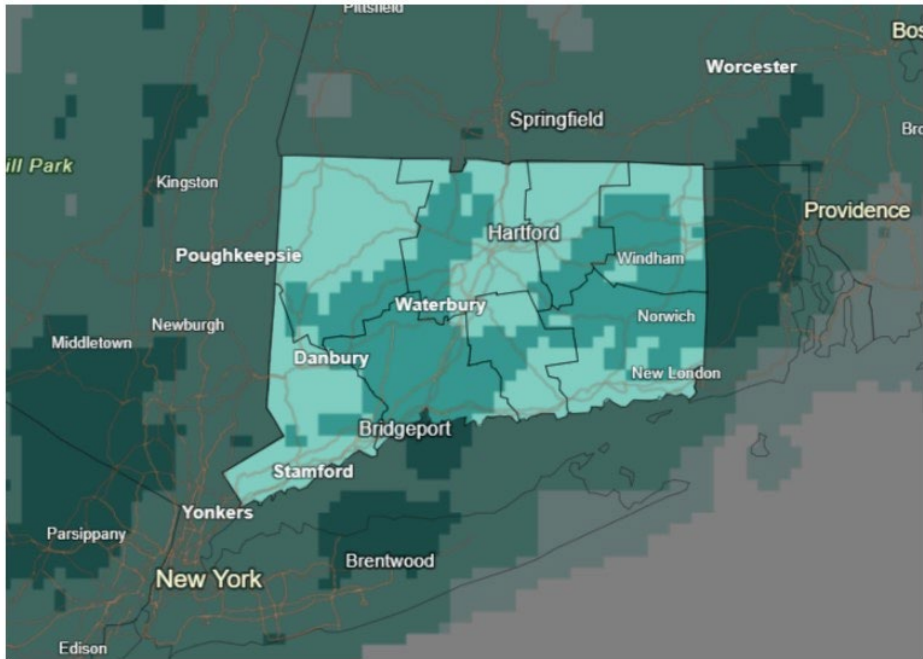 Pittsfield
Bos
Worcester
Springfield
Bro
ill Park
Kingston
Providence
Hartford
Poughkeepsie
Windham
Waterbury
Norwich
Newburgh
Middletown
Danbury
New London
Bridgeport
Stamford
Yonkers
Parsippany
Brentwood
New York
Edison